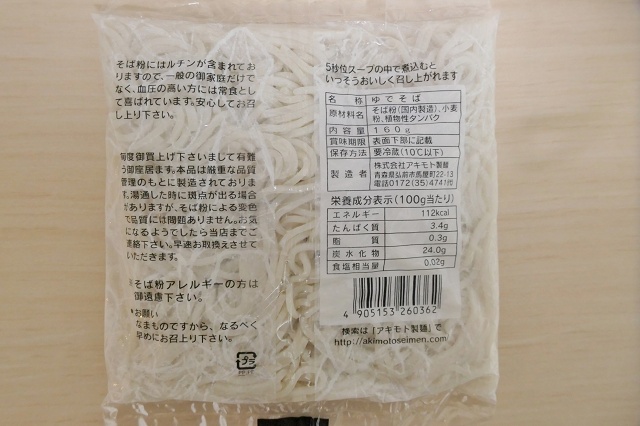 そば粉にはルチンが含まれてお
りますので、一般の御家庭だけで
なく、血圧の高い方には常食とし
て喜ばれています。安心してお召
し上り下さい。
毎度御買上げ下さいまして有難
う御座居ます。本品は厳重な品質
管理のもとに製造されておりま
す。湯通した時に斑点が出る場合
がありますが、そば粉による変色
で品質には問題ありません。お気
になるようでしたら当店までご
連絡下さい。早速お取換えさせて
いただきます。
※そば粉アレルギーの方は
御遠慮下さい。
●お願い
なまものですから、なるべく
早めにお召上り下さい。
プラ
5秒位スープの中で煮込むと
いっそうおいしく召し上がれます
名称 ゆでそば
原材料名 そば粉(国内製造)、小麦
粉、植物性タンパク
内容量 160g
賞味期限 表面下部に記載
保存方法 要冷蔵(10℃以下)
製造者 株式会社アキモト製麺
青森県弘前市馬屋町22-13
電話0172(35)4741㈹
栄養成分表示(100g当たり)
エネルギー 112kcal
たんぱく質 3.4g
脂質 0.3g
炭水化物 24.0g
食塩相当量 0.02g
4 905153 260362
検索は「アキモト製麺」で
http://akimotoseimen.com/